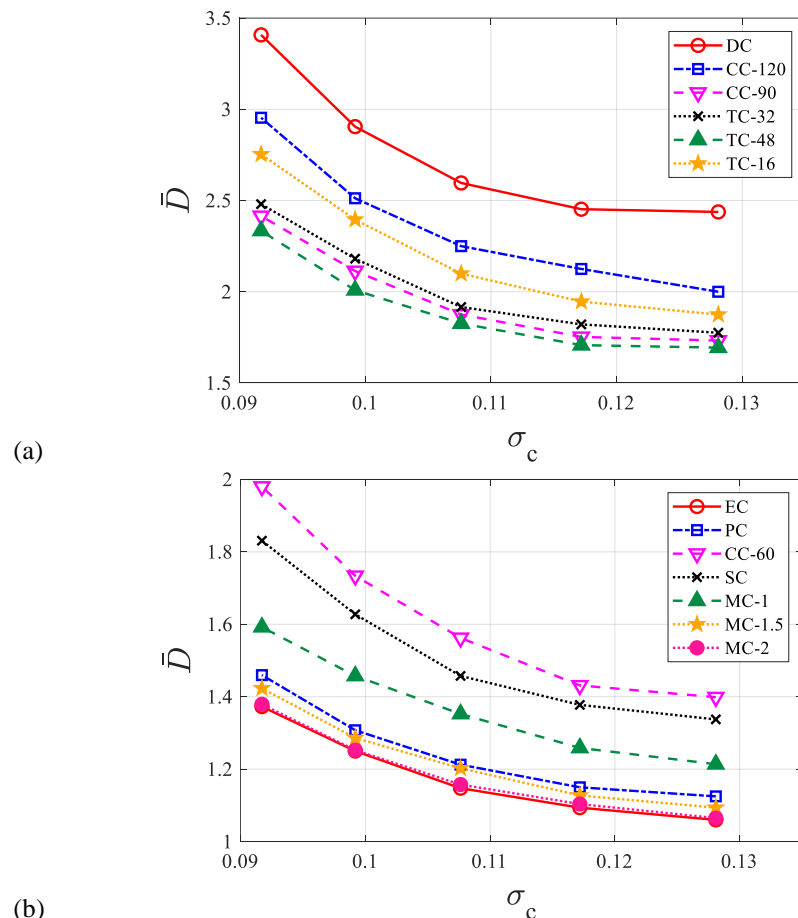 3.5
3
2.5
2
1.5
D̄
0.09 0.1 0.11 0.12 0.13
σc
DC
CC-120
CC-90
TC-32
TC-48
TC-16
(a)
2
1.8
1.6
1.4
1.2
1
D̄
0.09 0.1 0.11 0.12 0.13
σc
EC
PC
CC-60
SC
MC-1
MC-1.5
MC-2
(b)